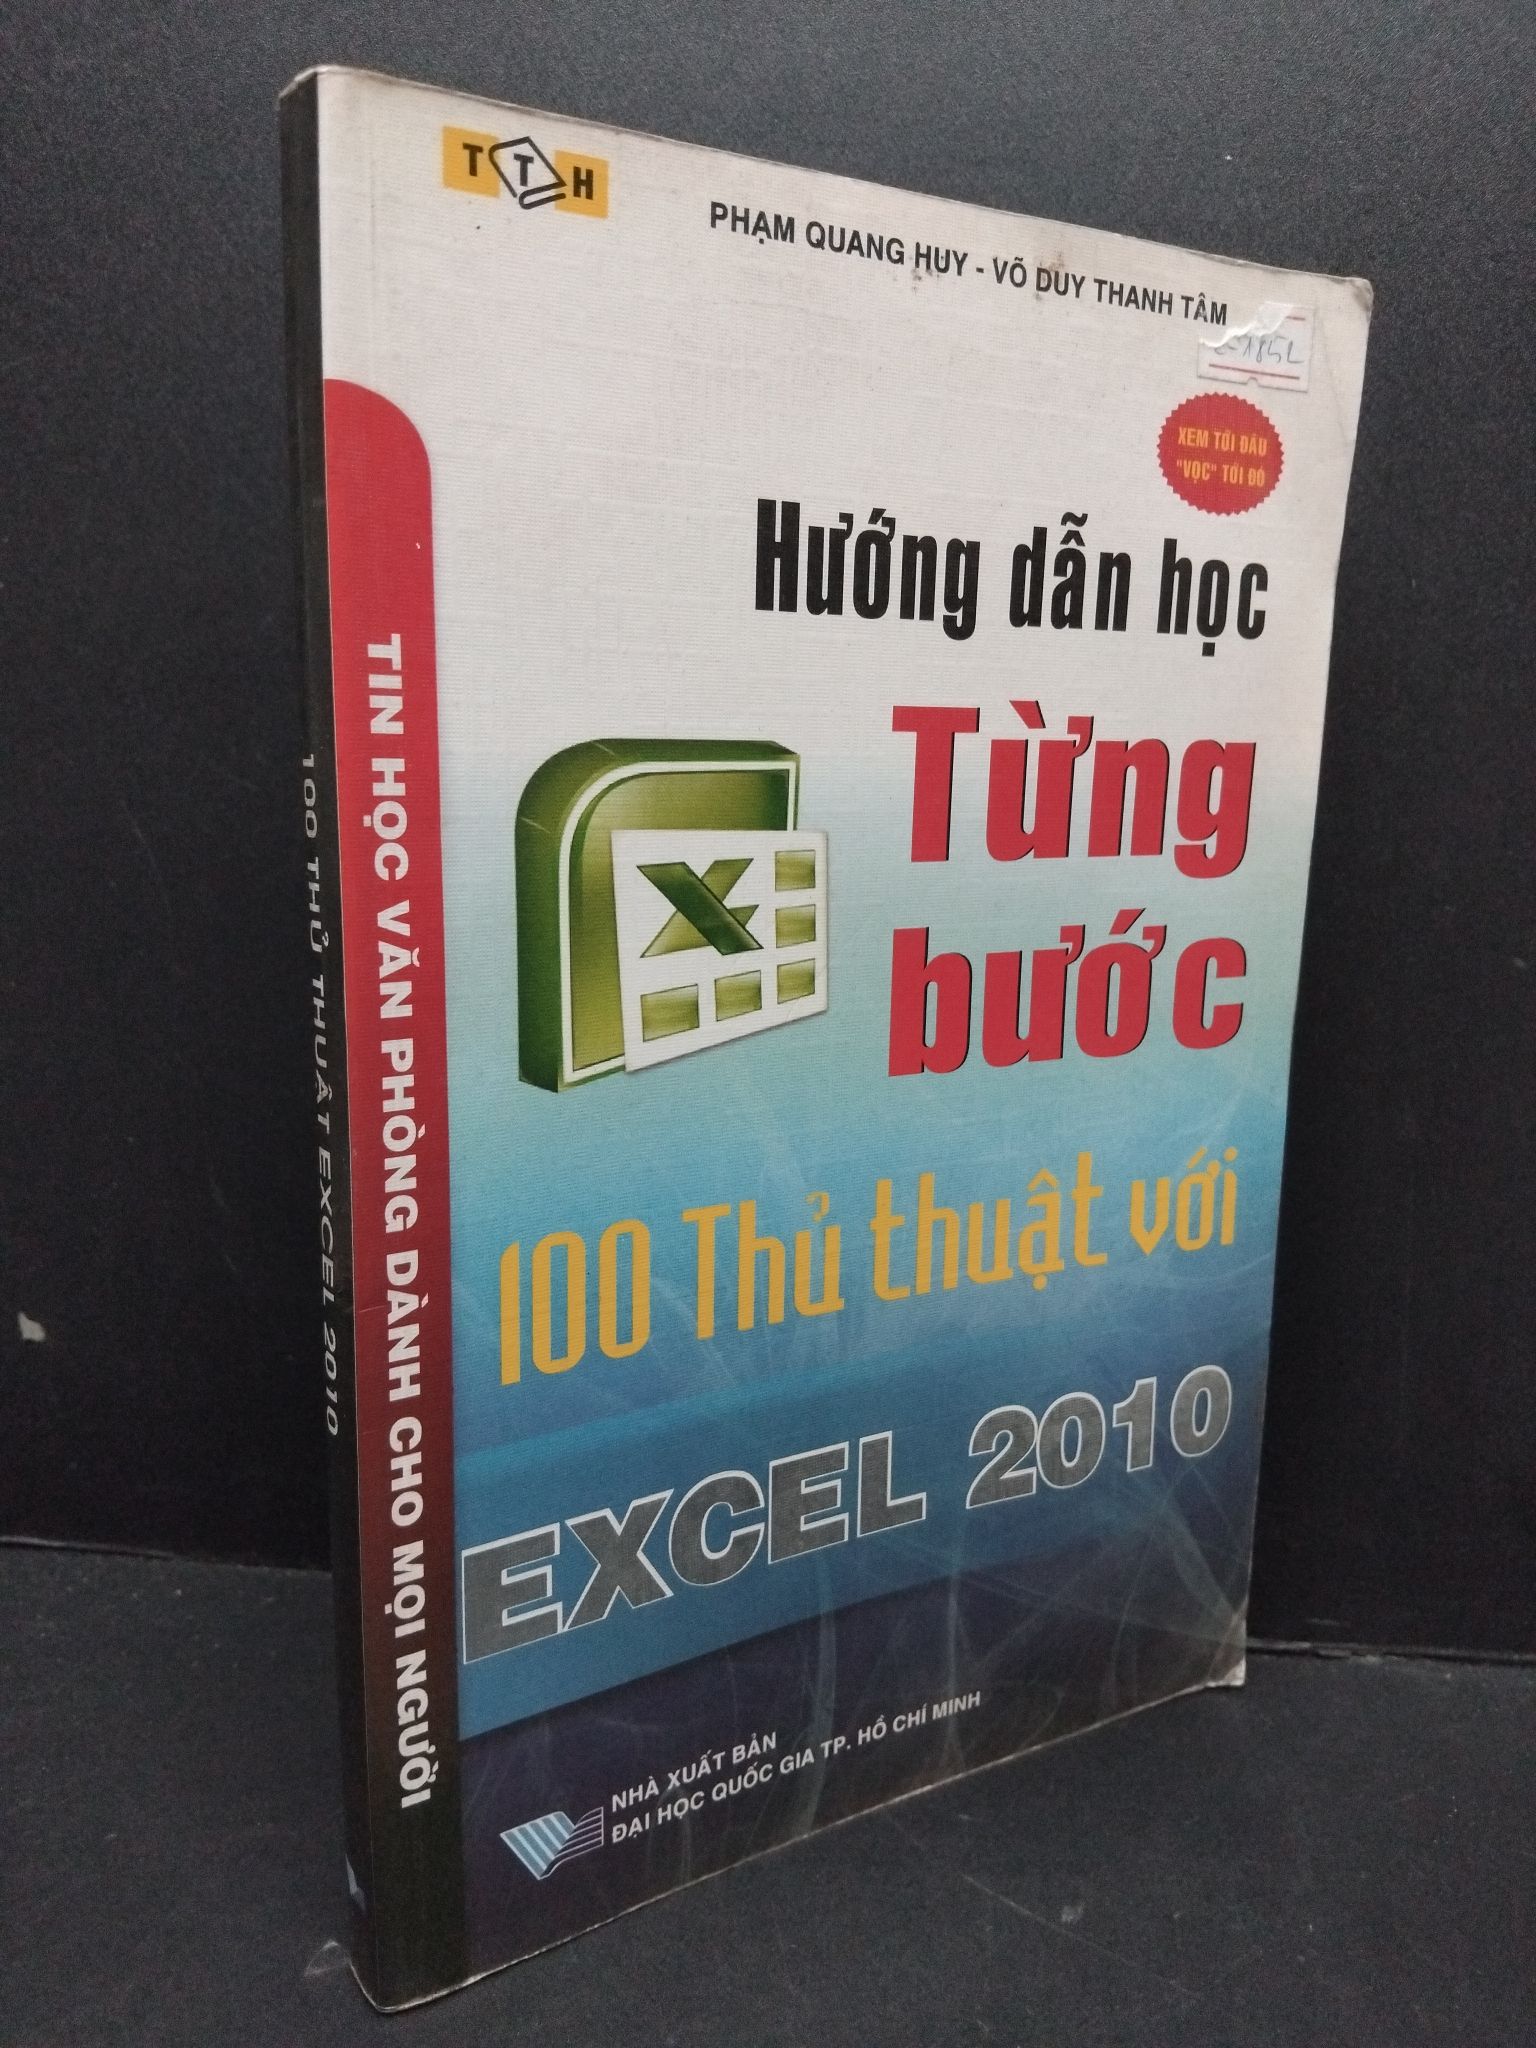 TTH
PHẠM QUANG HUY - VÕ DUY THANH TÂM
XEM TỚI ĐÂU
"VỌC" TỚI ĐÓ
Hướng dẫn học
Từng
bước
100 Thủ thuật với
EXCEL 2010
NHÀ XUẤT BẢN
ĐẠI HỌC QUỐC GIA TP. HỒ CHÍ MINH
TIN HỌC VĂN PHÒNG DÀNH CHO MỌI NGƯỜI
100 THỦ THUẬT EXCEL 2010